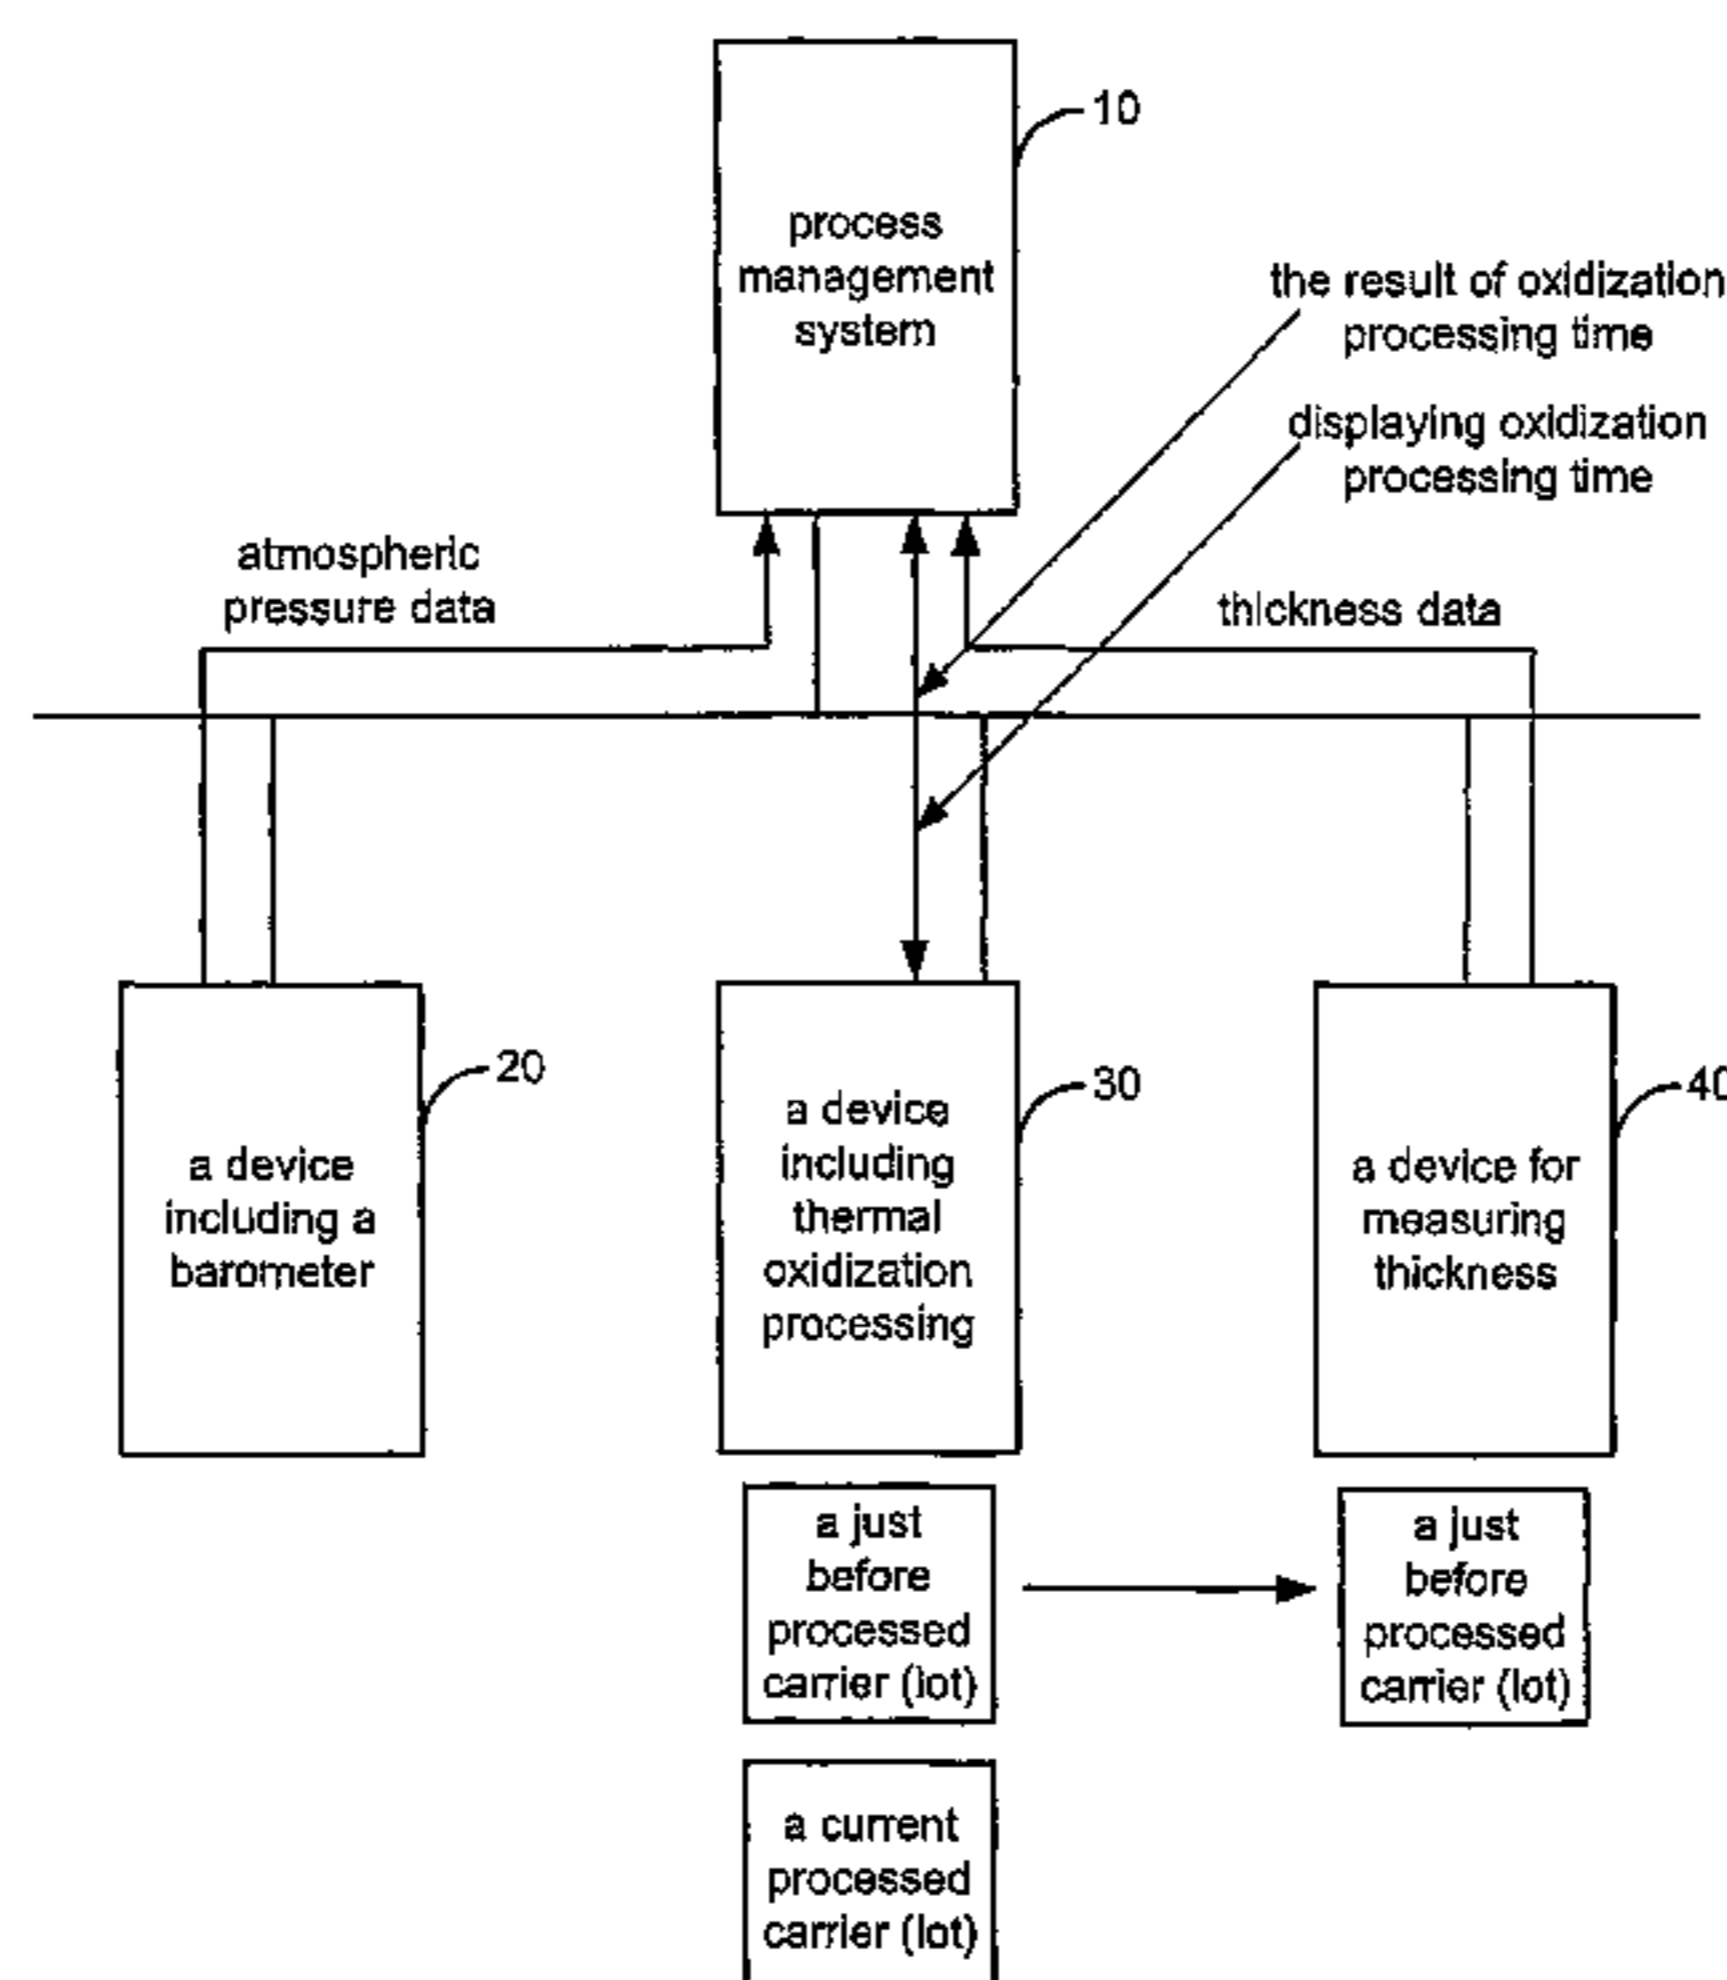 10
process
management
system
the result of oxidization
processing time
displaying oxidization
processing time
atmospheric
pressure data
thickness data
20
30
40
a device
including a
barometer
a device
including
thermal
oxidization
processing
a device for
measuring
thickness
a just
before
processed
carrier (lot)
a just
before
processed
carrier (lot)
a current
processed
carrier (lot)